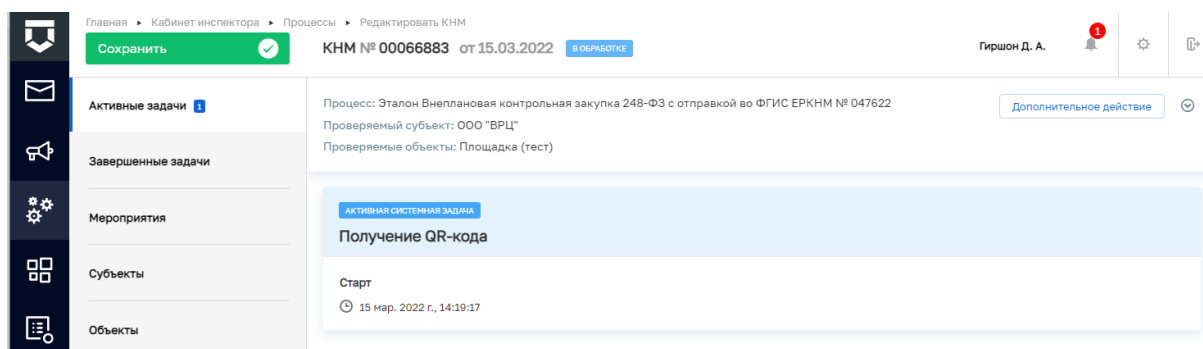 Главная ▸ Кабинет инспектора ▸ Процессы ▸ Редактировать КНМ
Сохранить
КНМ № 00066883 от 15.03.2022 В ОБРАБОТКЕ
Гиршон Д. А.
1
Активные задачи 1
Завершенные задачи
Мероприятия
Субъекты
Объекты
Процесс: Эталон Внеплановая контрольная закупка 248-ФЗ с отправкой во ФГИС ЕРКНМ № 047622
Проверяемый субъект: ООО "ВРЦ"
Проверяемые объекты: Площадка (тест)
Дополнительное действие
АКТИВНАЯ СИСТЕМНАЯ ЗАДАЧА
Получение QR-кода
Старт
15 мар. 2022 г., 14:19:17